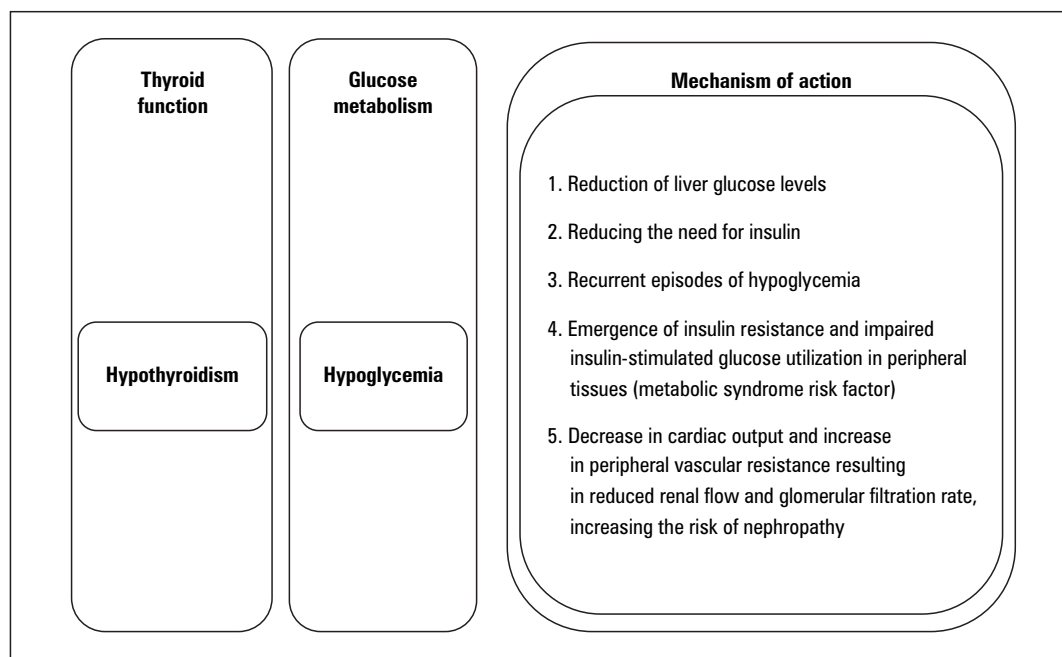 Thyroid
function
Glucose
metabolism
Mechanism of action
Hypothyroidism
Hypoglycemia
1. Reduction of liver glucose levels
2. Reducing the need for insulin
3. Recurrent episodes of hypoglycemia
4. Emergence of insulin resistance and impaired
insulin-stimulated glucose utilization in peripheral
tissues (metabolic syndrome risk factor)
5. Decrease in cardiac output and increase
in peripheral vascular resistance resulting
in reduced renal flow and glomerular filtration rate,
increasing the risk of nephropathy